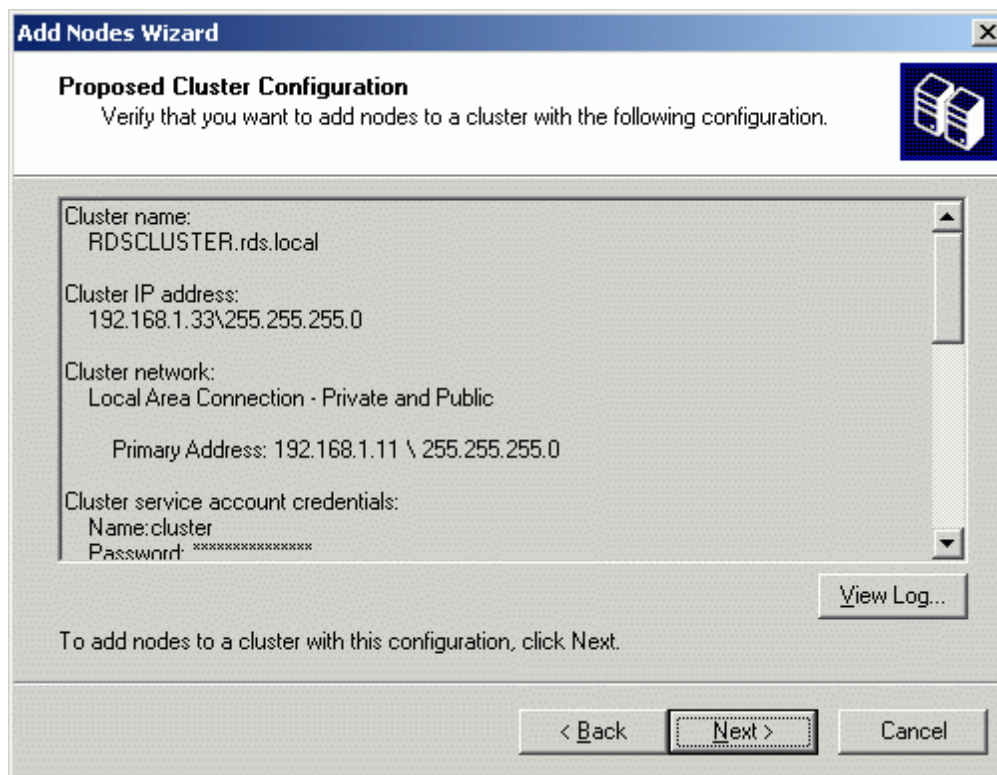 Add Nodes Wizard
Proposed Cluster Configuration
Verify that you want to add nodes to a cluster with the following configuration.
Cluster name:
RDSCLUSTER.rds.local
Cluster IP address:
192.168.1.33\255.255.255.0
Cluster network:
Local Area Connection - Private and Public
Primary Address: 192.168.1.11 \ 255.255.255.0
Cluster service account credentials:
Name:cluster
Password: ***************
View Log...
To add nodes to a cluster with this configuration, click Next.
< Back
Next >
Cancel